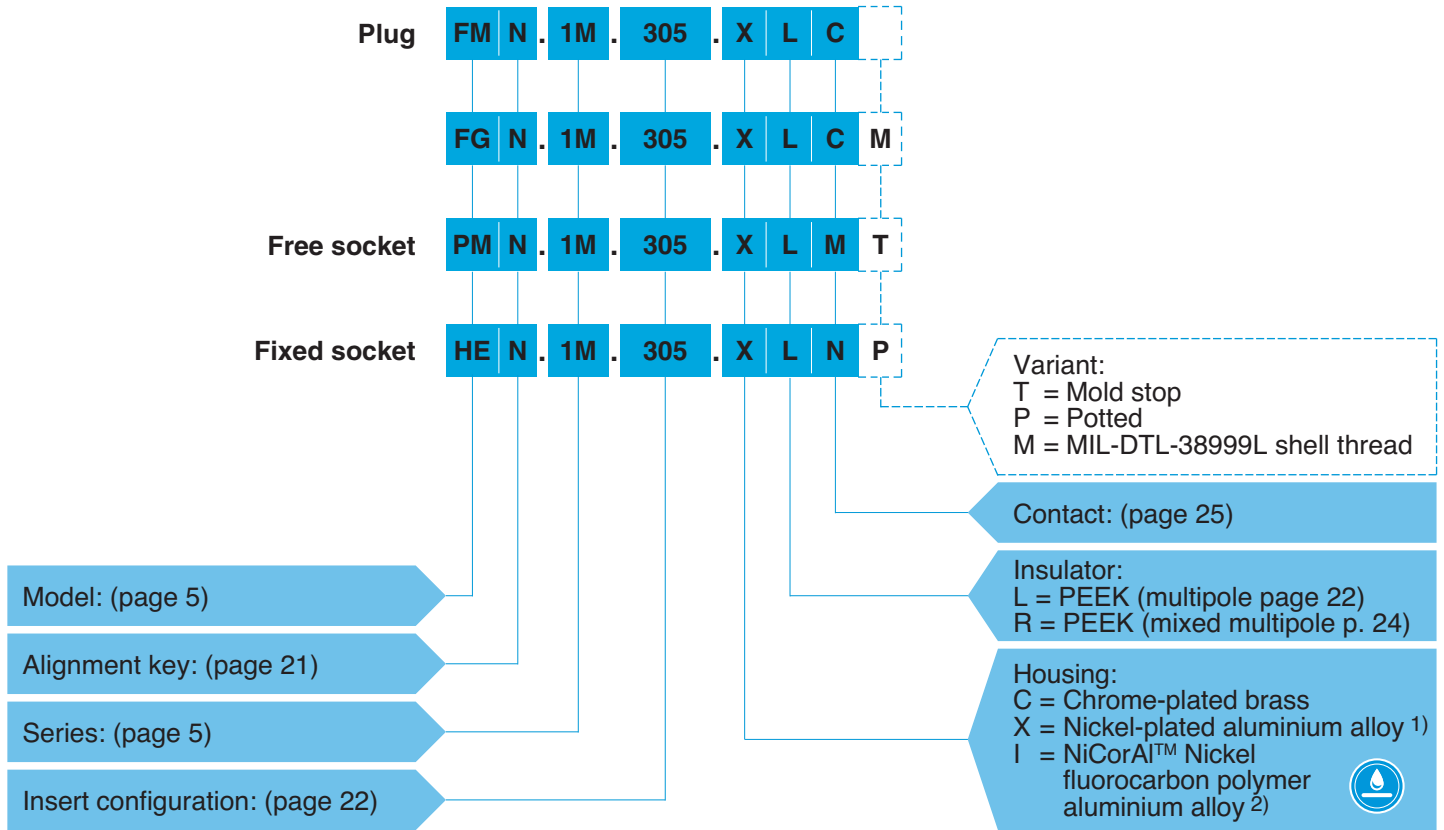 Plug FM N . 1M . 305 . X L C
FG N . 1M . 305 . X L C M
Free socket PM N . 1M . 305 . X L M T
Fixed socket HE N . 1M . 305 . X L N P
Variant:
T = Mold stop
P = Potted
M = MIL-DTL-38999L shell thread
Contact: (page 25)
Insulator:
L = PEEK (multipole page 22)
R = PEEK (mixed multipole p. 24)
Housing:
C = Chrome-plated brass
X = Nickel-plated aluminium alloy 1)
I = NiCorAl™ Nickel
fluorocarbon polymer
aluminium alloy 2)
Model: (page 5)
Alignment key: (page 21)
Series: (page 5)
Insert configuration: (page 22)